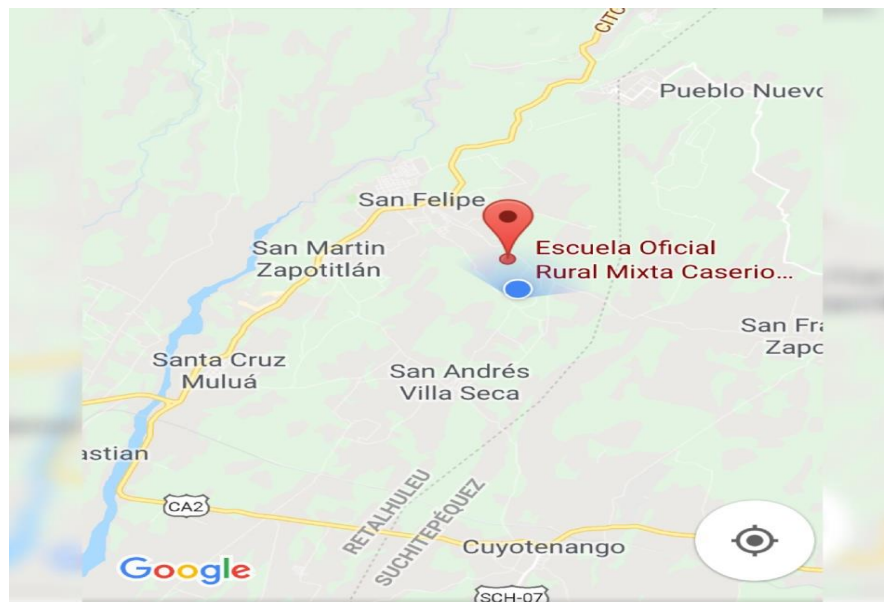 CITO
Pueblo Nuevo
San Felipe
San Martin
Zapotitlán
Escuela Oficial
Rural Mixta Caserio...
San Fra
Zapo
Santa Cruz
Muluá
San Andrés
Villa Seca
astian
CA2
RETALHULEU
SUCHITEPÉQUEZ
Cuyotenango
Google
SCH-07